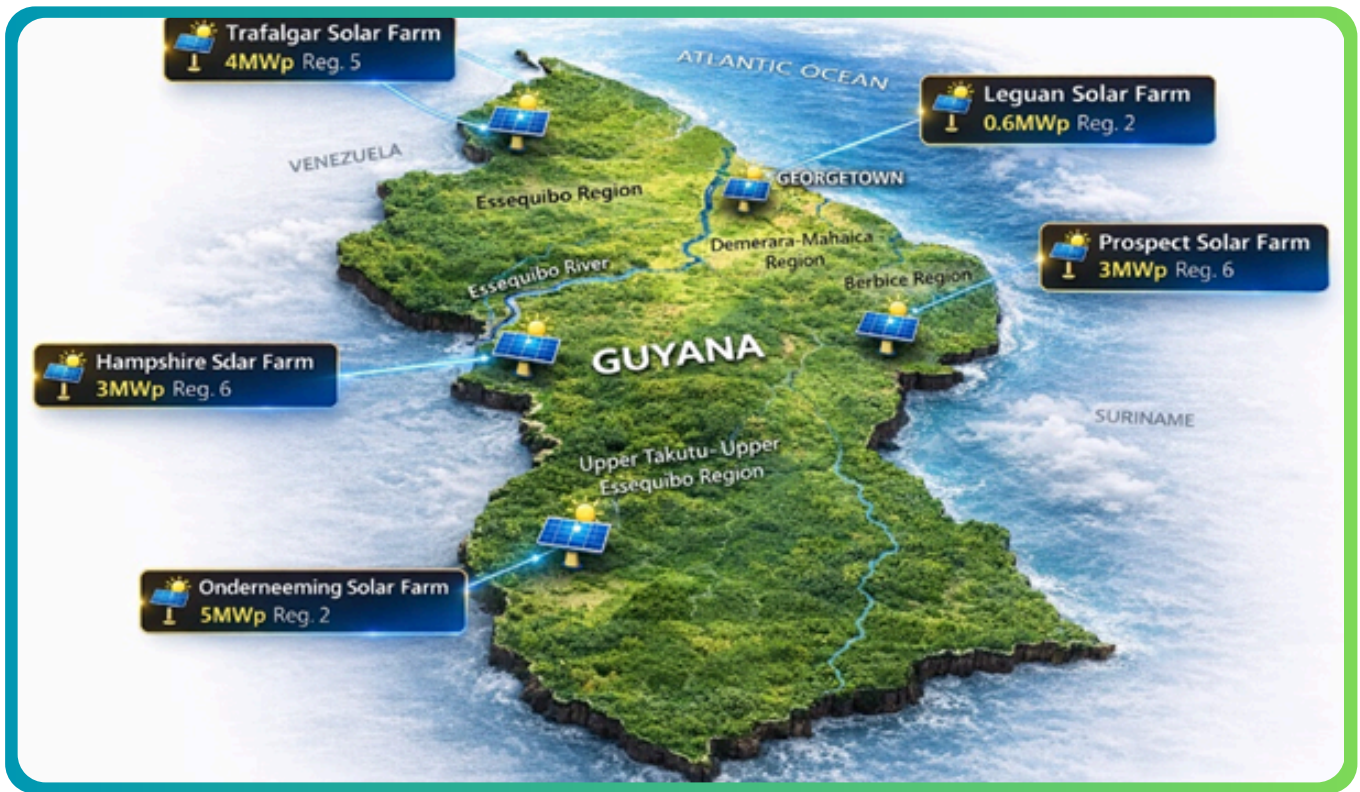 Trafalgar Solar Farm
4MWp Reg. 5
ATLANTIC OCEAN
Leguan Solar Farm
0.6MWp Reg. 2
VENEZUELA
GEORGETOWN
Essequibo Region
Demerara-Mahaica
Region
Prospect Solar Farm
3MWp Reg. 6
Essequibo River
Berbice Region
GUYANA
Hampshire Sclar Farm
3MWp Reg. 6
SURINAME
Upper Takutu-Upper
Essequibo Region
Onderneeming Solar Farm
5MWp Reg. 2